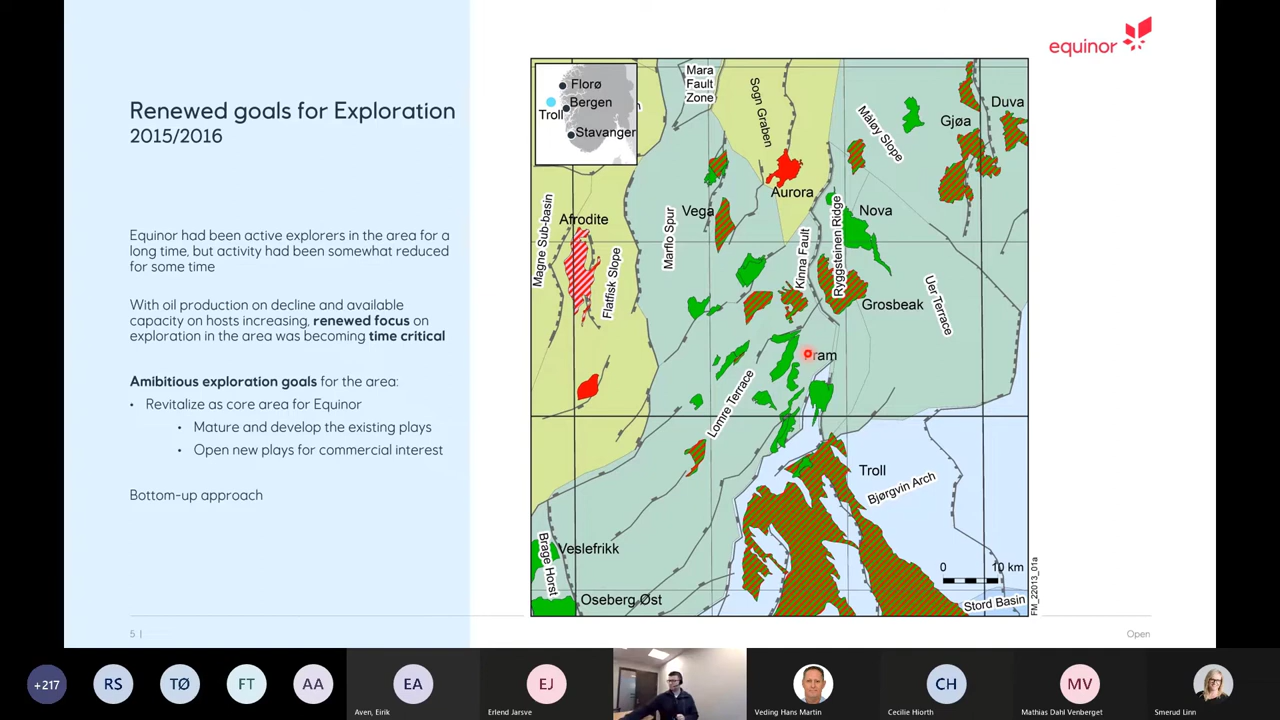 equinor
Renewed goals for Exploration
2015/2016
Equinor had been active explorers in the area for a
long time, but activity had been somewhat reduced
for some time
With oil production on decline and available
capacity on hosts increasing, renewed focus on
exploration in the area was becoming time critical
Ambitious exploration goals for the area:
• Revitalize as core area for Equinor
• Mature and develop the existing plays
• Open new plays for commercial interest
Bottom-up approach
Florø
Bergen
Troll
Stavanger
Mara
Fault
Zone
Sogn Graben
Måløy Slope
Gjøa
Duva
Aurora
Magne Sub-basin
Afrodite
Flatfisk Slope
Marflo Spur
Vega
Kinna Fault
Ryggsteinen Ridge
Nova
Grosbeak
Uer Terrace
ram
Lomre Terrace
Troll
Bjørgvin Arch
Brage Horst
Veslefrikk
Oseberg Øst
0 10 km
Stord Basin
FM_22013_01a
5 |
Open
+217
RS
TØ
FT
AA
EA
Aven, Eirik
EJ
Erlend Jarsve
Veding Hans Martin
CH
Cecilie Hiorth
MV
Mathias Dahl Venberget
Smerud Linn